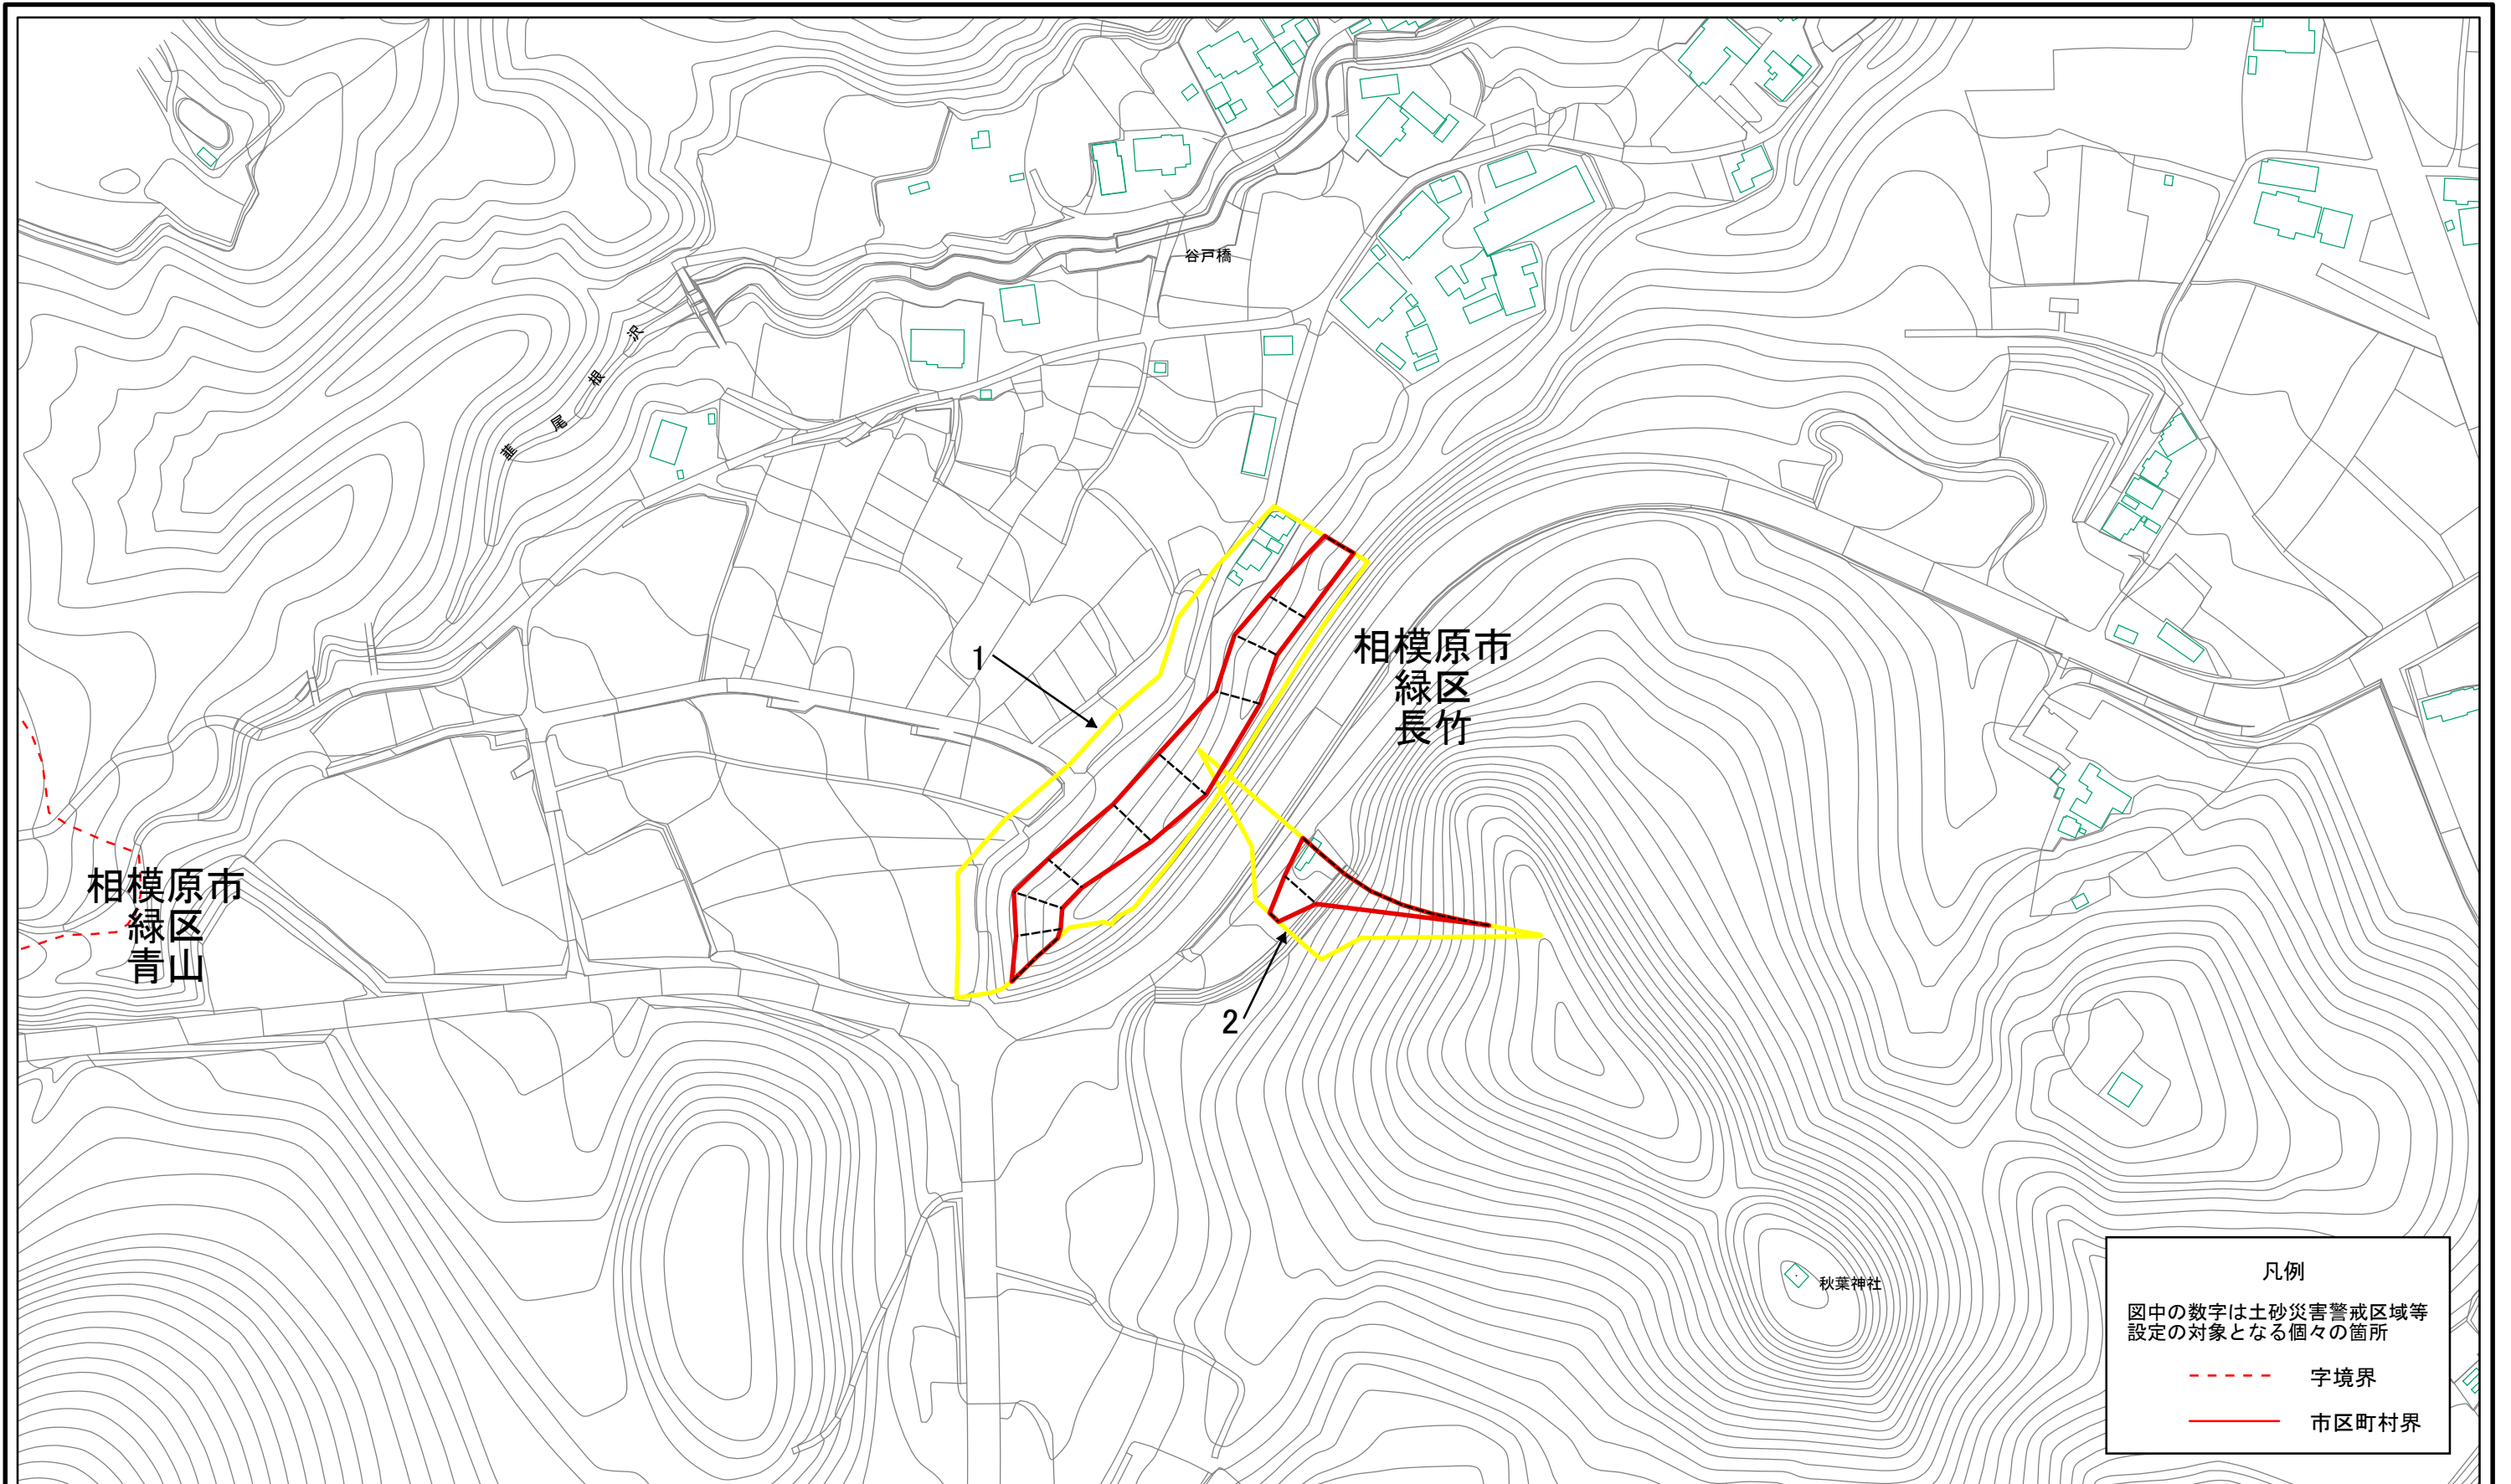 谷戸橋
沢
根
尾
韮
1
相模原市
緑区
長竹
相模原市
緑区
青山
2
秋葉神社
凡例
図中の数字は土砂災害警戒区域等
設定の対象となる個々の箇所
字境界
市区町村界